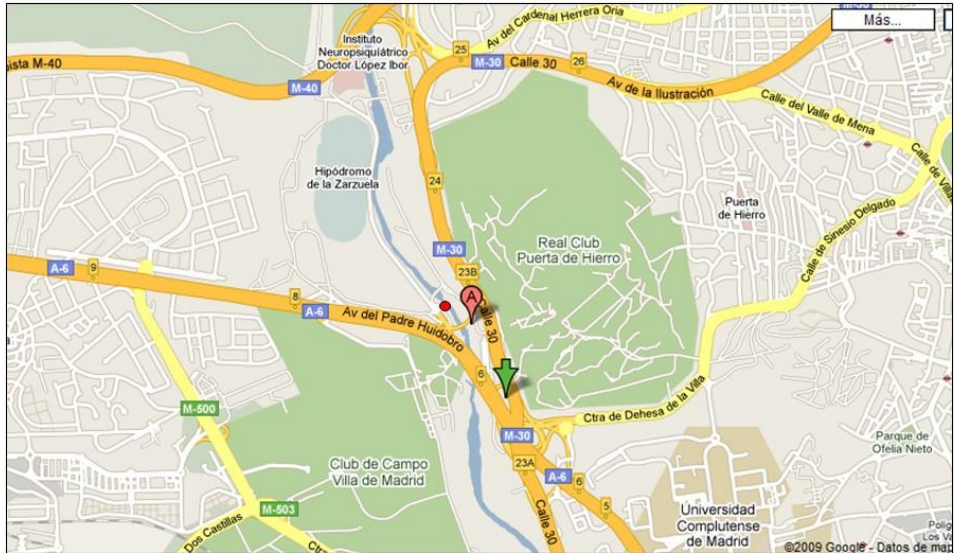 Más...
Av del Cardenal Herrera Oria
Instituto
Neuropsiquiátrico
Doctor López Ibor
25
M-30
Calle 30
26
Av de la Ilustración
pista M-40
M-40
Calle del Valle de Mena
Hipódromo
de la Zarzuela
24
Puerta
de Hierro
Calle de Sinesio Delgado
M-30
Real Club
Puerta de Hierro
23B
A-6
9
8
A-6
Av del Padre Huidobro
A
Calle 30
6
M-500
M-30
Ctra de Dehesa de la Villa
Parque de
Ofelia Nieto
23A
A-6
6
5
Club de Campo
Villa de Madrid
M-503
Dos Castillas
Ctra
Calle 30
Universidad
Complutense
de Madrid
©2009 Google - Datos de map